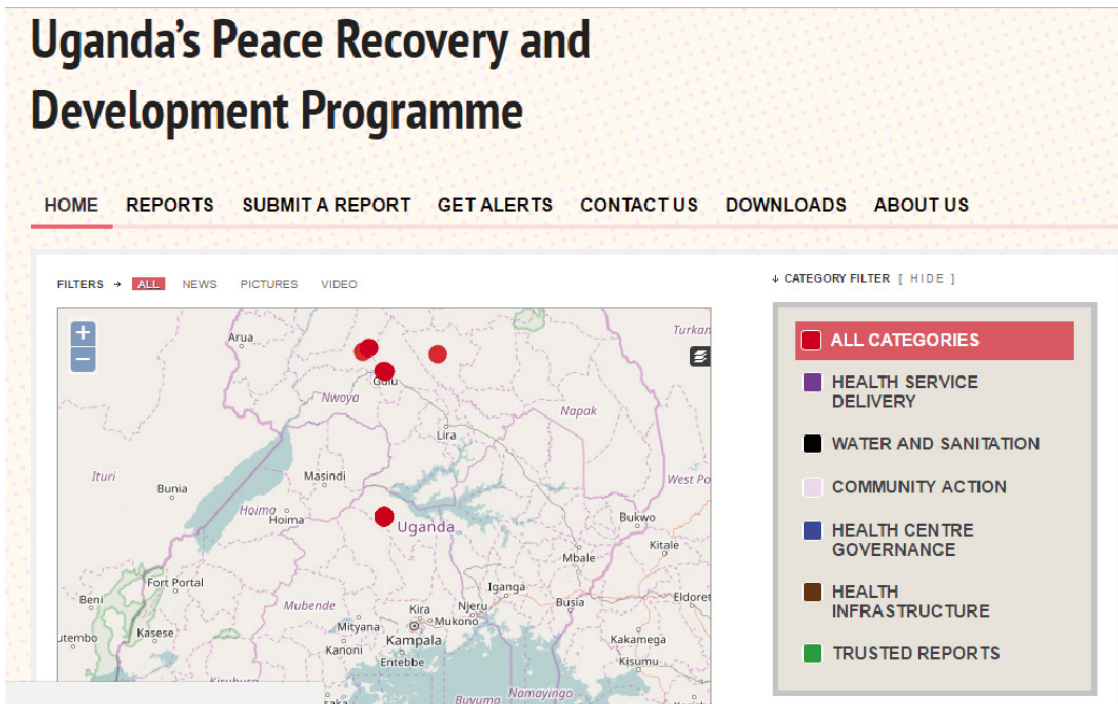 Uganda's Peace Recovery and
Development Programme
HOME REPORTS SUBMIT A REPORT GET ALERTS CONTACT US DOWNLOADS ABOUT US
FILTERS → ALL NEWS PICTURES VIDEO
↓ CATEGORY FILTER [ HIDE ]
+
−
Arua
Turkan
Gulu
Nwoya
Napak
Lira
Ituri
Bunia
Masindi
West Po
Hoima
Hoima
Uganda
Bukwo
Kitale
Mbale
Fort Portal
Iganga
Eldoret
Beni
Mubende
Kira
Njeru
Busia
Mityana
Mukono
utembo
Kasese
Kampala
Kakamega
Kanoni
Entebbe
Kisumu
Kiruhura
saka
Buvuma
Namayingo
ALL CATEGORIES
HEALTH SERVICE
DELIVERY
WATER AND SANITATION
COMMUNITY ACTION
HEALTH CENTRE
GOVERNANCE
HEALTH
INFRASTRUCTURE
TRUSTED REPORTS